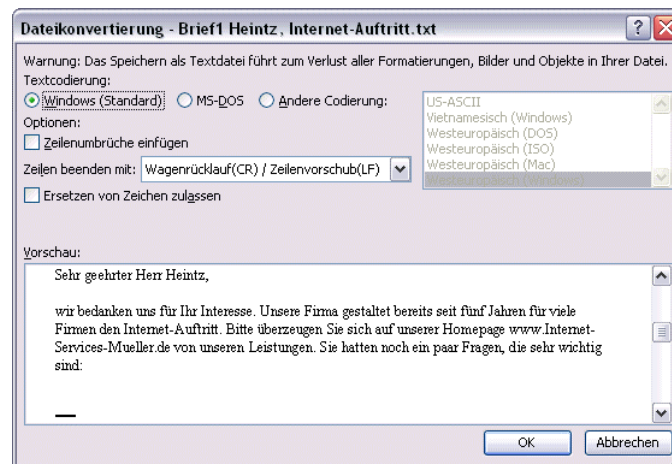 Dateikonvertierung - Brief1 Heintz, Internet-Auftritt.txt
Warnung: Das Speichern als Textdatei führt zum Verlust aller Formatierungen, Bilder und Objekte in Ihrer Datei.
Textcodierung:
Windows (Standard) MS-DOS Andere Codierung:
US-ASCII
Vietnamesisch (Windows)
Westeuropäisch (DOS)
Westeuropäisch (ISO)
Westeuropäisch (Mac)
Westeuropäisch (Windows)
Optionen:
Zeilenumbrüche einfügen
Zeilen beenden mit: Wagenrücklauf(CR) / Zeilenvorschub(LF)
Ersetzen von Zeichen zulassen
Vorschau:
Sehr geehrter Herr Heintz,
wir bedanken uns für Ihr Interesse. Unsere Firma gestaltet bereits seit fünf Jahren für viele
Firmen den Internet-Auftritt. Bitte überzeugen Sie sich auf unserer Homepage www.Internet-
Services-Mueller.de von unseren Leistungen. Sie hatten noch ein paar Fragen, die sehr wichtig
sind:
OK Abbrechen